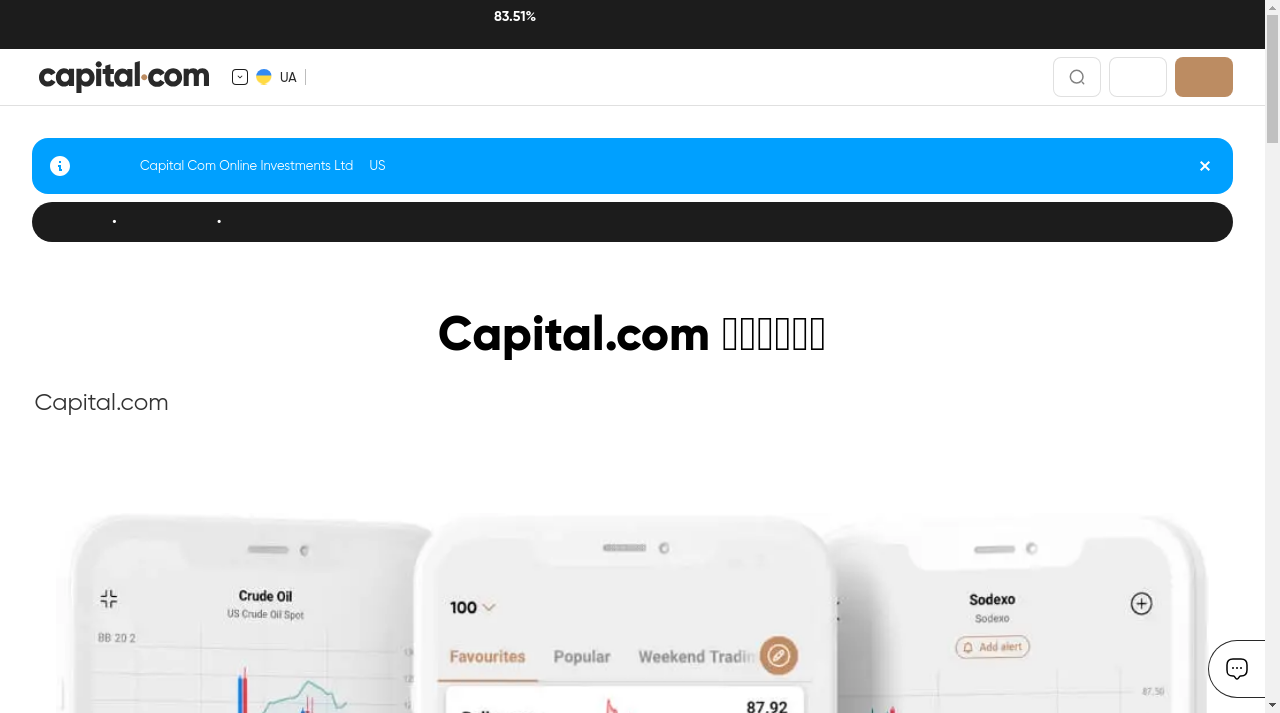 83.51%
capital.com
UA
Capital Com Online Investments Ltd US
Capital.com
Capital.com
Crude Oil
US Crude Oil Spot
BB 20 2
100
Favourites Popular Weekend Tradin
87.92
Sodexo
Sodexo
Add alert
87.50